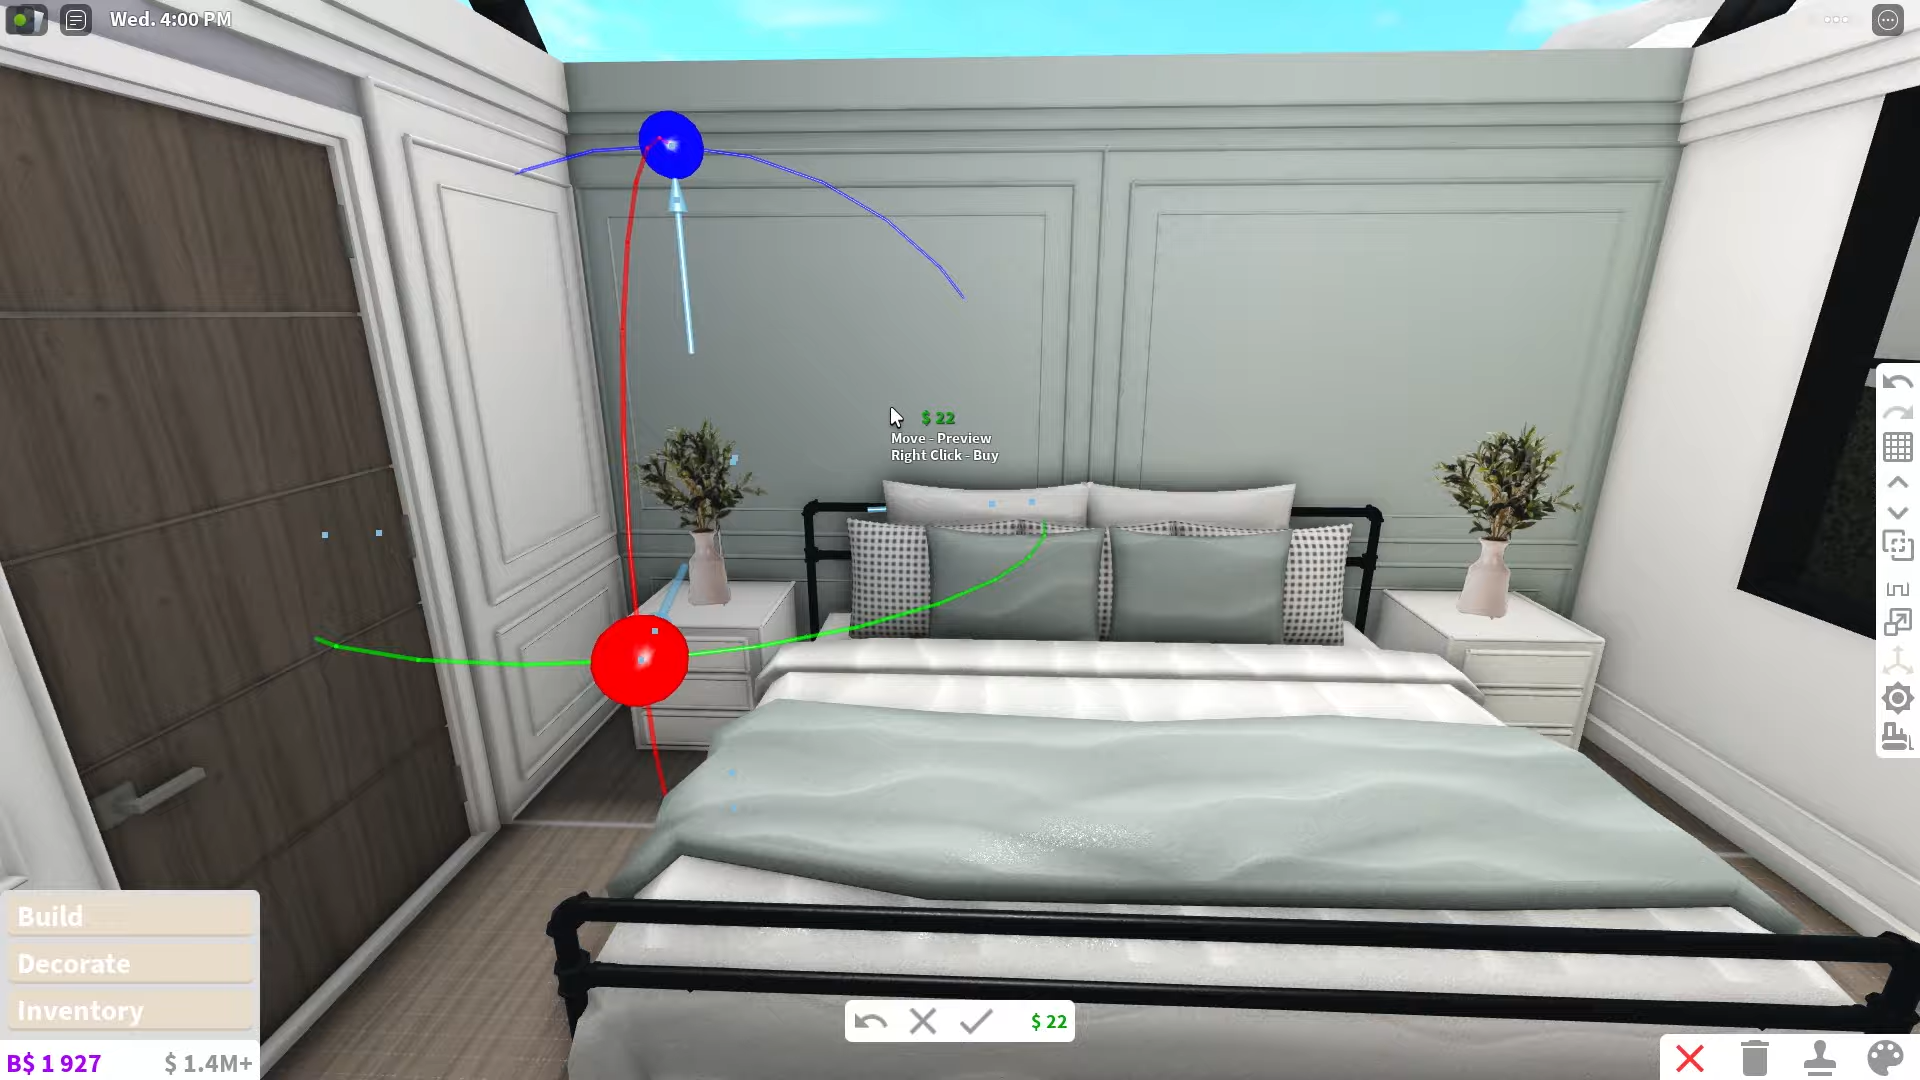 Wed. 4:00 PM
$ 22
Move - Preview
Right Click - Buy
Build
Decorate
Inventory
B$ 1 927 $ 1.4M+
$ 22